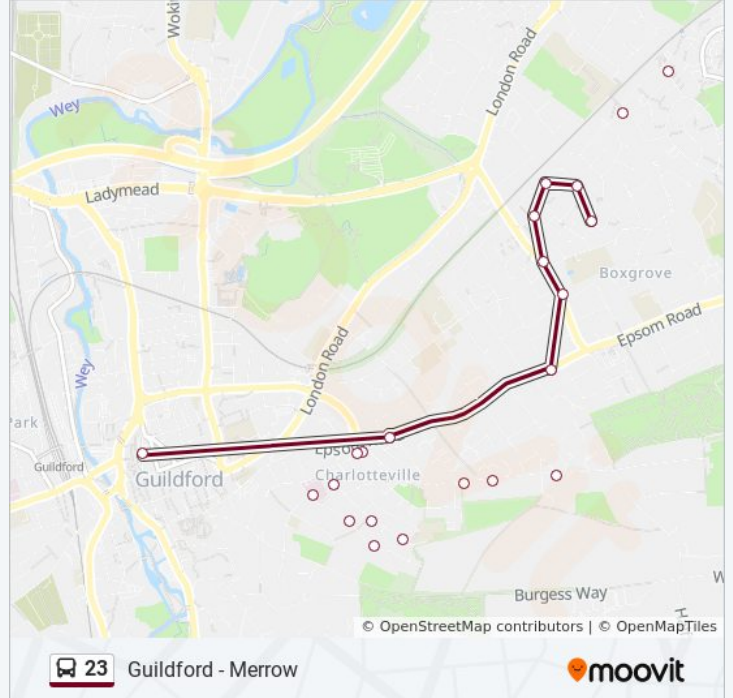 Woki
London Road
Wey
Ladymead
Boxgrove
Epsom Road
London Road
Wey
Park
Guildford
Epso
Guildford
Charlotteville
Burgess Way
W
H
© OpenStreetMap contributors | © OpenMapTiles
23 Guildford - Merrow
moovit